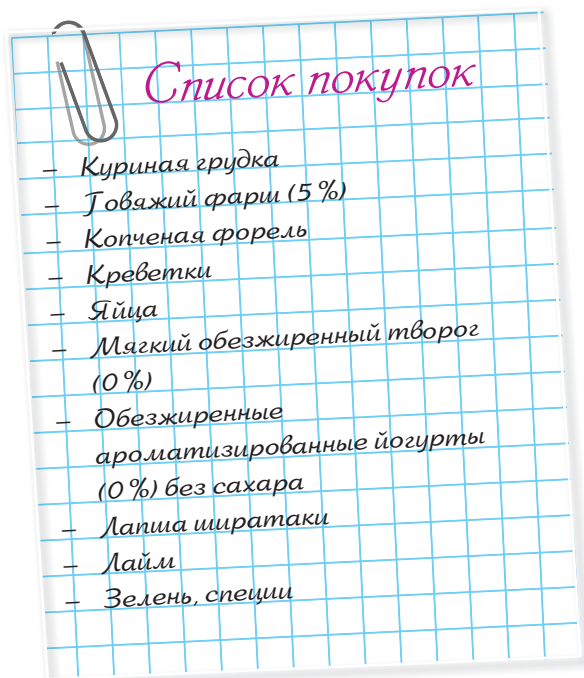 Список покупок
– Куриная грудка
– Говяжий фарш (5 %)
– Копченая форель
– Креветки
– Яйца
– Мягкий обезжиренный творог
(0 %)
– Обезжиренные
ароматизированные йогурты
(0 %) без сахара
– Лапша ширатаки
– Лайм
– Зелень, специи